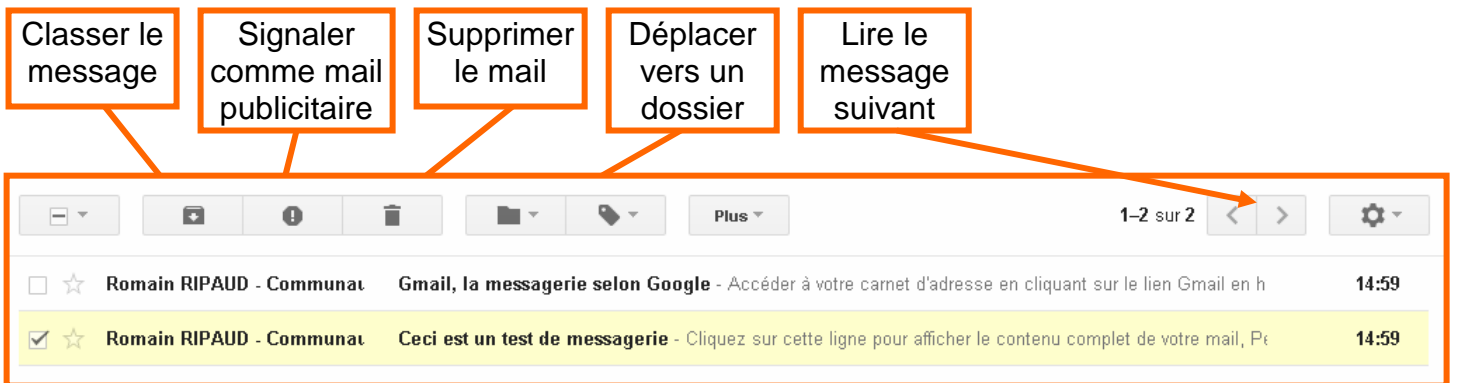 Classer le
message
Signaler
comme mail
publicitaire
Supprimer
le mail
Déplacer
vers un
dossier
Lire le
message
suivant
Plus 1–2 sur 2
Romain RIPAUD - Communau Gmail, la messagerie selon Google - Accéder à votre carnet d'adresse en cliquant sur le lien Gmail en h 14:59
Romain RIPAUD - Communau Ceci est un test de messagerie - Cliquez sur cette ligne pour afficher le contenu complet de votre mail, Pe 14:59